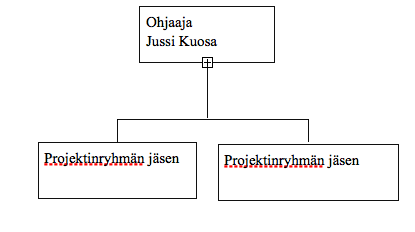 Ohjaaja
Jussi Kuosa
Projektinryhmän jäsen
Projektinryhmän jäsen